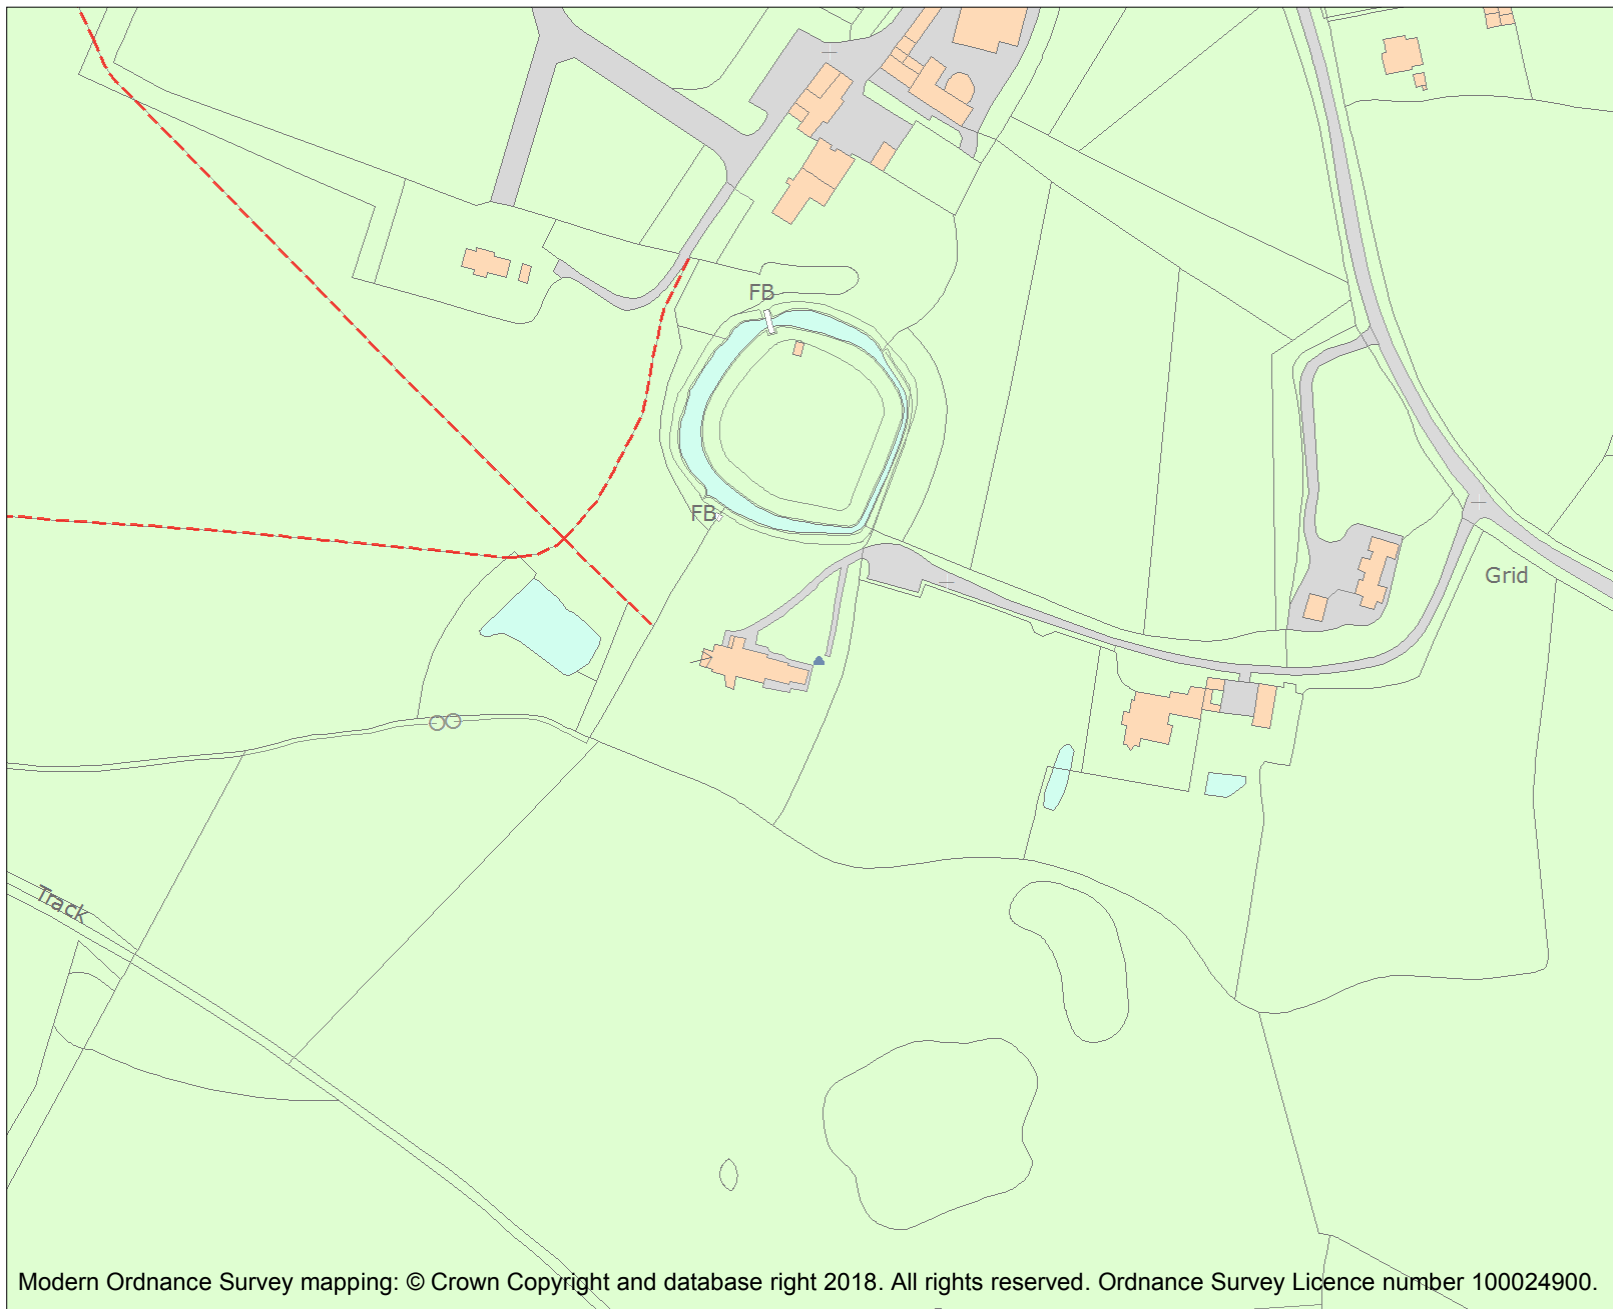 FB
FB
Grid
Track
Modern Ordnance Survey mapping: © Crown Copyright and database right 2018. All rights reserved. Ordnance Survey Licence number 100024900.